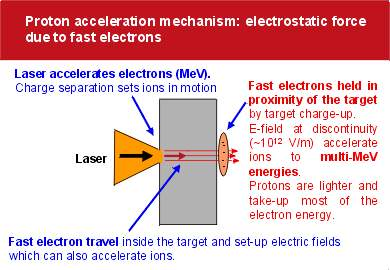 Proton acceleration mechanism: electrostatic force
due to fast electrons
Laser accelerates electrons (MeV).
Charge separation sets ions in motion
Fast electrons held in
proximity of the target
by target charge-up.
E-field at discontinuity
(~10¹² V/m) accelerate
ions to multi-MeV
energies.
Protons are lighter and
take-up most of the
electron energy.
Laser
Fast electron travel inside the target and set-up electric fields
which can also accelerate ions.